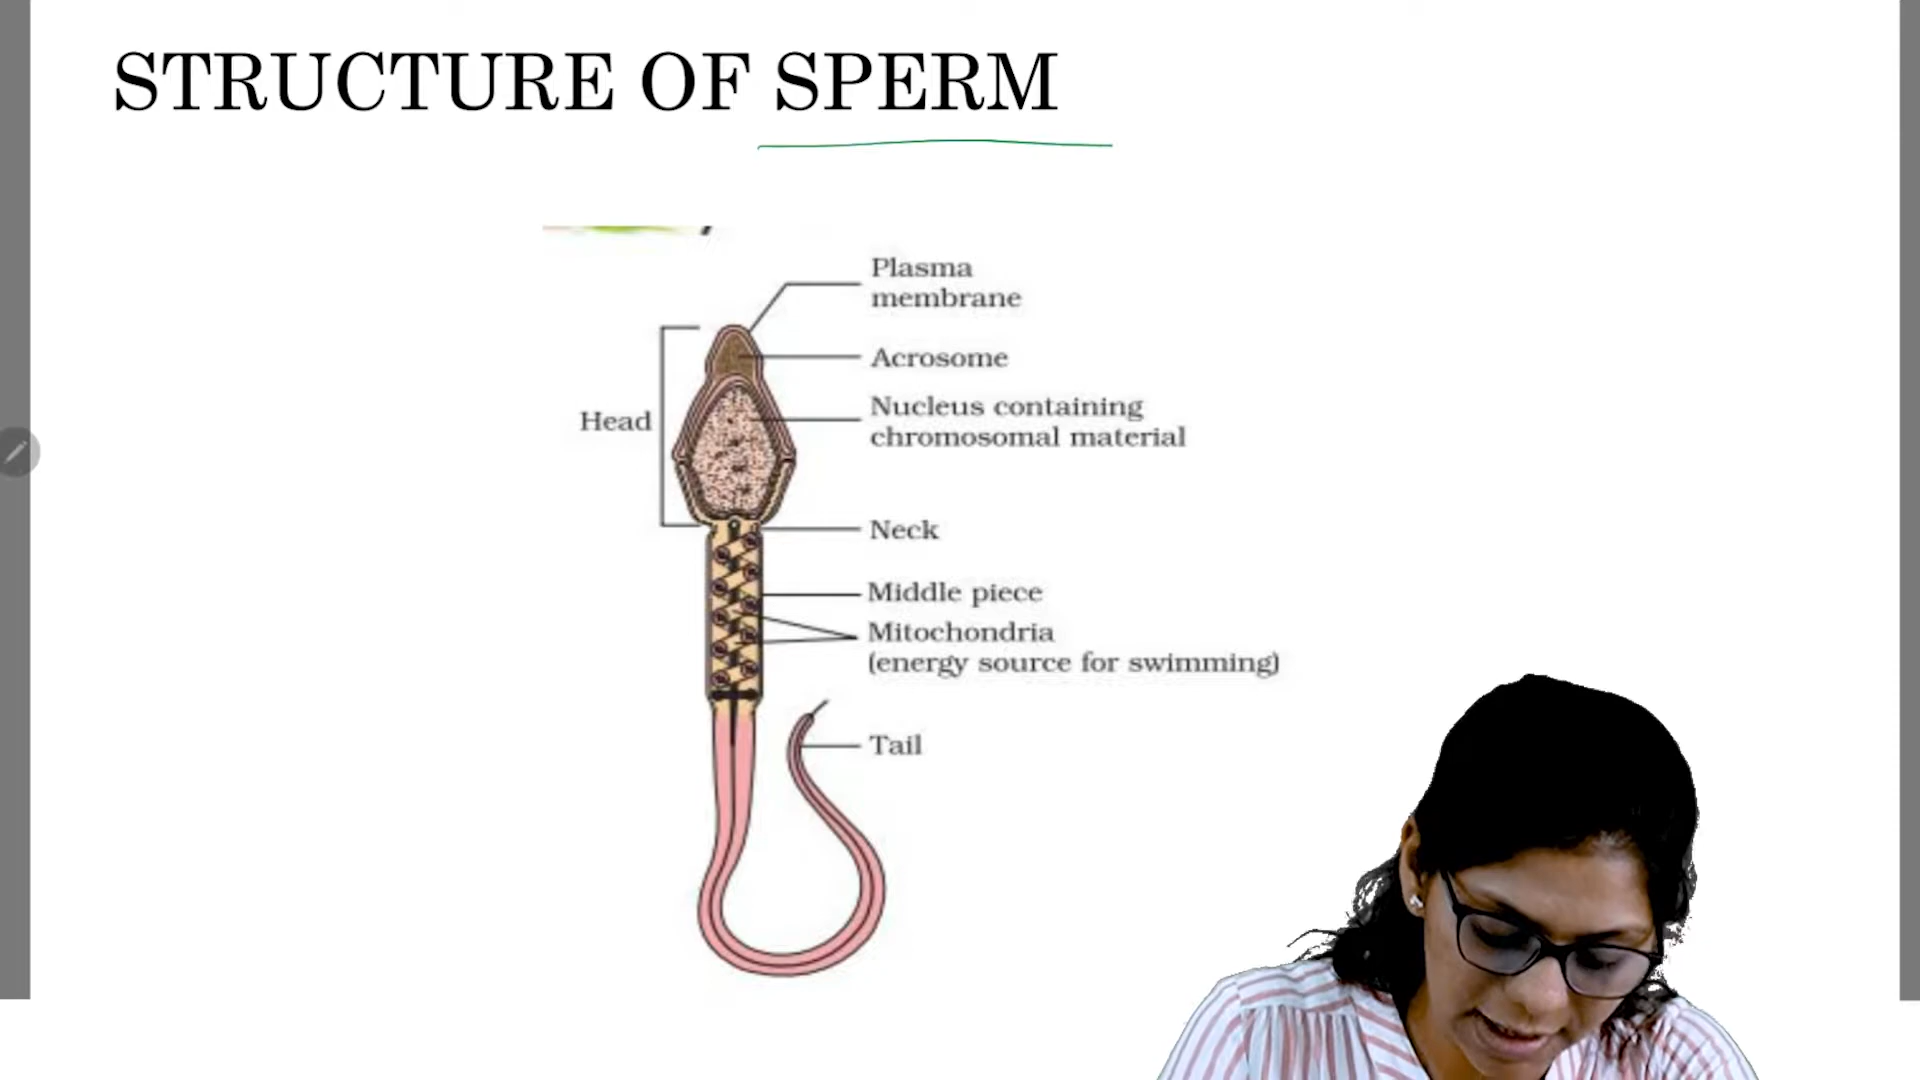 STRUCTURE OF SPERM
Plasma
membrane
Acrosome
Head
Nucleus containing
chromosomal material
Neck
Middle piece
Mitochondria
(energy source for swimming)
Tail